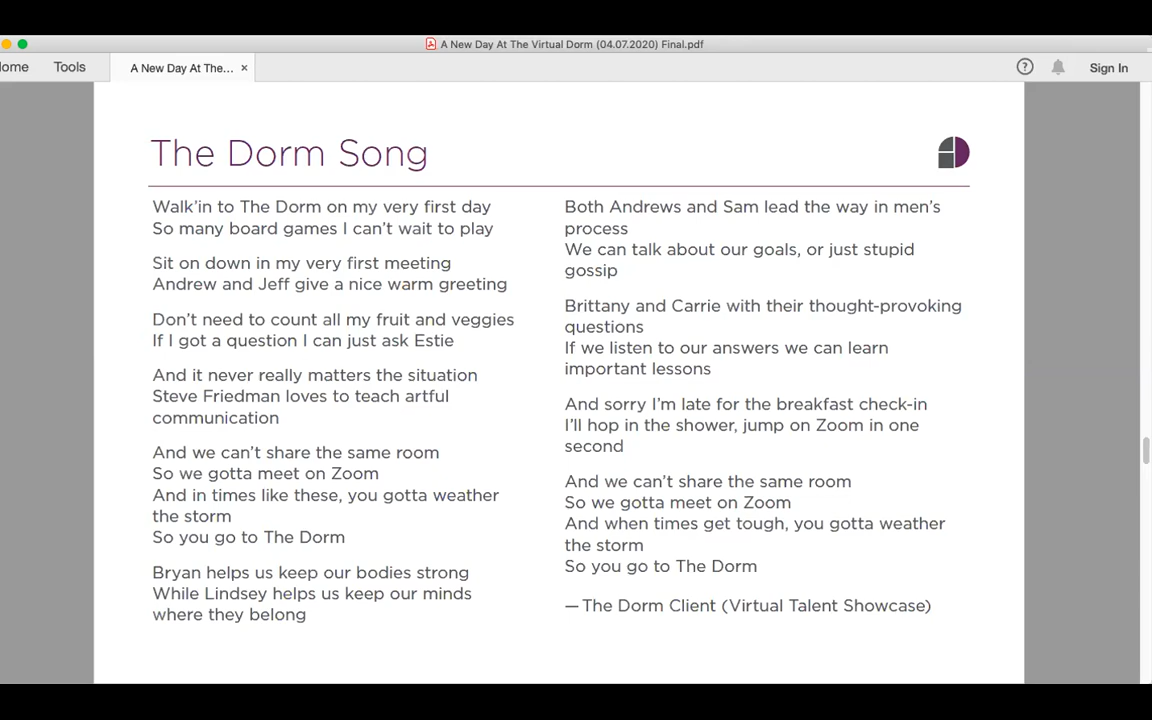 A New Day At The Virtual Dorm (04.07.2020) Final.pdf
ome
Tools
A New Day At The... ×
?
Sign In
The Dorm Song
Walk'in to The Dorm on my very first day
So many board games I can't wait to play
Sit on down in my very first meeting
Andrew and Jeff give a nice warm greeting
Don't need to count all my fruit and veggies
If I got a question I can just ask Estie
And it never really matters the situation
Steve Friedman loves to teach artful
communication
And we can't share the same room
So we gotta meet on Zoom
And in times like these, you gotta weather
the storm
So you go to The Dorm
Bryan helps us keep our bodies strong
While Lindsey helps us keep our minds
where they belong
Both Andrews and Sam lead the way in men's
process
We can talk about our goals, or just stupid
gossip
Brittany and Carrie with their thought-provoking
questions
If we listen to our answers we can learn
important lessons
And sorry I'm late for the breakfast check-in
I'll hop in the shower, jump on Zoom in one
second
And we can't share the same room
So we gotta meet on Zoom
And when times get tough, you gotta weather
the storm
So you go to The Dorm
— The Dorm Client (Virtual Talent Showcase)